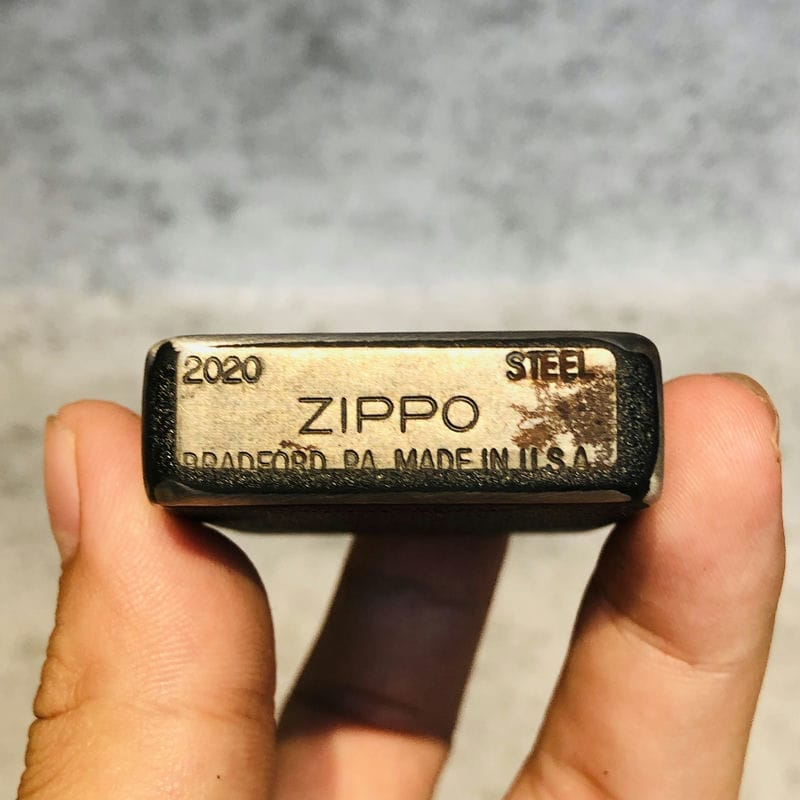 2020 STEEL
ZIPPO
BRADFORD, PA. MADE IN U.S.A.